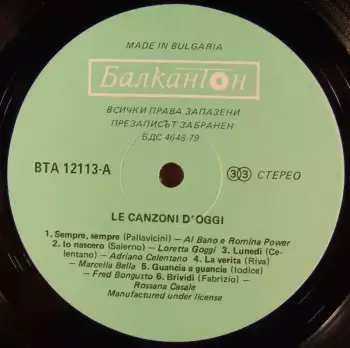 MADE IN BULGARIA
Балкантон
ВСИЧКИ ПРАВА ЗАПАЗЕНИ
ПРЕЗАПИСЪТ ЗАБРАНЕН
БДС 4648-79
ВТА 12113-А
33 СТЕРЕО
LE CANZONI D'OGGI
1. Sempre, sempre (Pallavicini) – Al Bano e Romina Power
2. Io nascero (Salerno) – Loretta Goggi 3. Lunedi (Ce-
lentano) – Adriano Celentano 4. La verita (Riva)
– Marcella Bella 5. Guancia a guancia (Iodice)
– Fred Bongusto 6. Brividi (Fabrizio) –
Rossana Casale
Manufactured under license